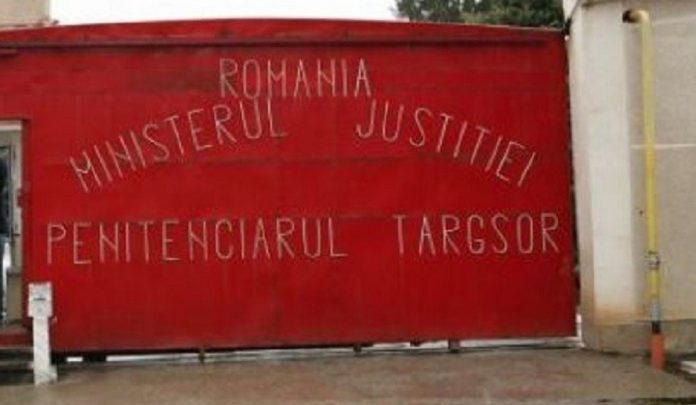 ROMANIA
MINISTERUL JUSTITIEI
PENITENCIARUL TARGSOR